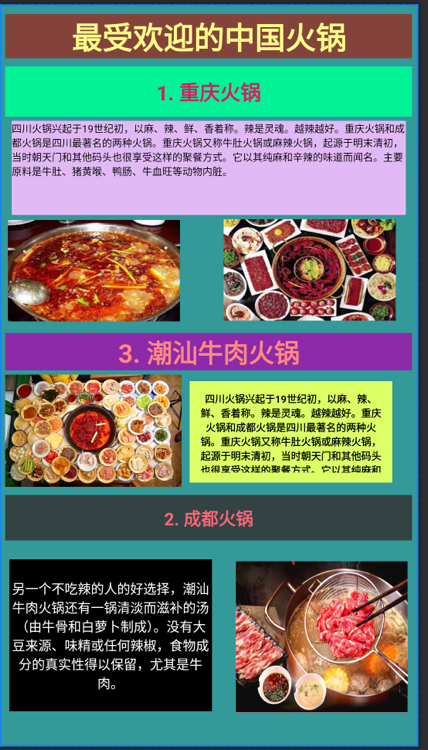 最受欢迎的中国火锅
1. 重庆火锅
四川火锅兴起于19世纪初，以麻、辣、鲜、香着称。辣是灵魂。越辣越好。重庆火锅和成
都火锅是四川最著名的两种火锅。重庆火锅又称牛肚火锅或麻辣火锅，起源于明末清初，
当时朝天门和其他码头也很享受这样的聚餐方式。它以其纯麻和辛辣的味道而闻名。主要
原料是牛肚、猪黄喉、鸭肠、牛血旺等动物内脏。
3. 潮汕牛肉火锅
四川火锅兴起于19世纪初，以麻、辣、
鲜、香着称。辣是灵魂。越辣越好。重庆
火锅和成都火锅是四川最著名的两种火
锅。重庆火锅又称牛肚火锅或麻辣火锅，
起源于明末清初，当时朝天门和其他码头
也很享受这样的聚餐方式。它以其纯麻和
2. 成都火锅
另一个不吃辣的人的好选择，潮汕
牛肉火锅还有一锅清淡而滋补的汤
（由牛骨和白萝卜制成）。没有大
豆来源、味精或任何辣椒，食物成
分的真实性得以保留，尤其是牛
肉。